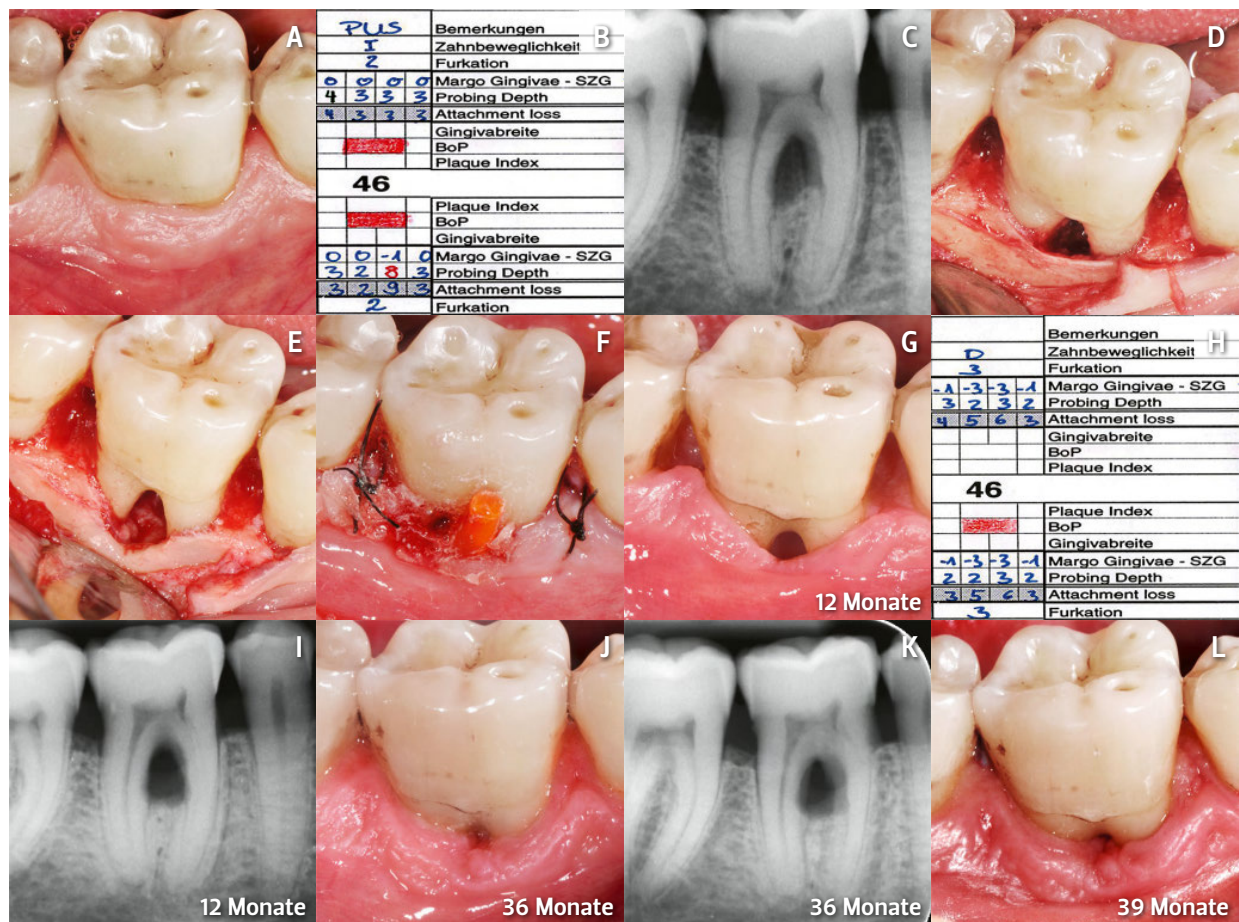 A
B
PUS Bemerkungen
I Zahnbeweglichkeit
2 Furkation
0 0 0 0 Margo Gingivae - SZG
4 3 3 3 Probing Depth
4 3 3 3 Attachment loss
Gingivabreite
BoP
Plaque Index
46
Plaque Index
BoP
Gingivabreite
0 0 -1 0 Margo Gingivae - SZG
3 2 8 3 Probing Depth
3 2 9 3 Attachment loss
2 Furkation
C
D
E
F
G
12 Monate
H
Bemerkungen
Zahnbeweglichkeit
3 Furkation
-1 -3 -3 -1 Margo Gingivae - SZG
3 2 3 2 Probing Depth
4 5 6 3 Attachment loss
Gingivabreite
BoP
Plaque Index
46
Plaque Index
BoP
Gingivabreite
-1 -3 -3 -1 Margo Gingivae - SZG
2 2 3 2 Probing Depth
3 5 6 3 Attachment loss
3 Furkation
I
12 Monate
J
36 Monate
K
36 Monate
L
39 Monate